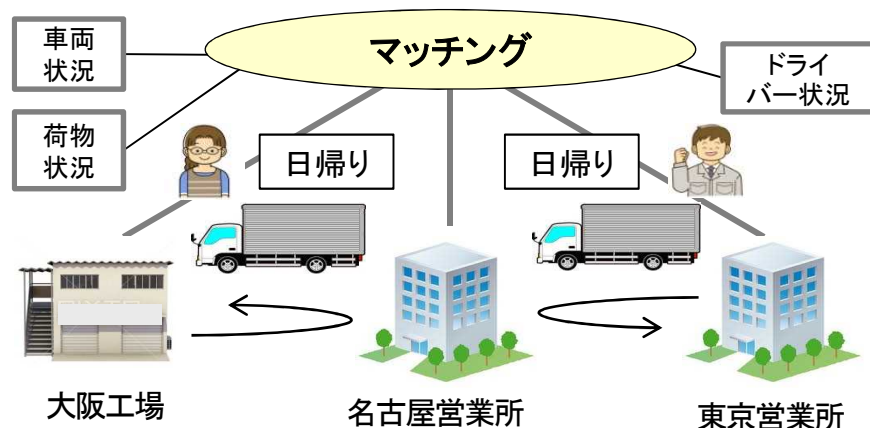 マッチング
車両
状況
荷物
状況
ドライ
バー状況
日帰り
日帰り
大阪工場
名古屋営業所
東京営業所